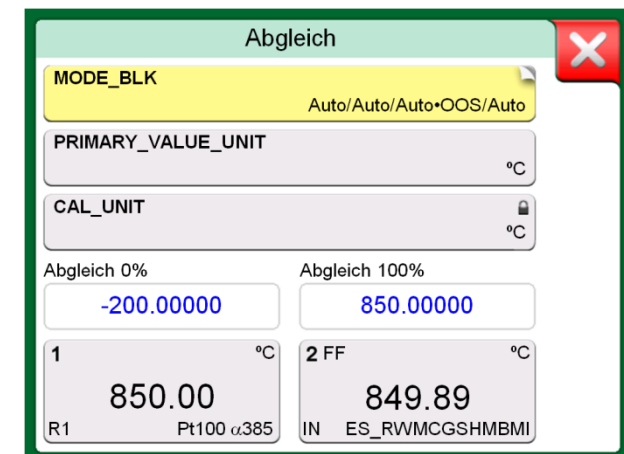 Abgleich
MODE_BLK
Auto/Auto/Auto•OOS/Auto
PRIMARY_VALUE_UNIT
ºC
CAL_UNIT
ºC
Abgleich 0% Abgleich 100%
-200.00000 850.00000
1 ºC 2 FF ºC
850.00 849.89
R1 Pt100 α385 IN ES_RWMCGSHMBMI